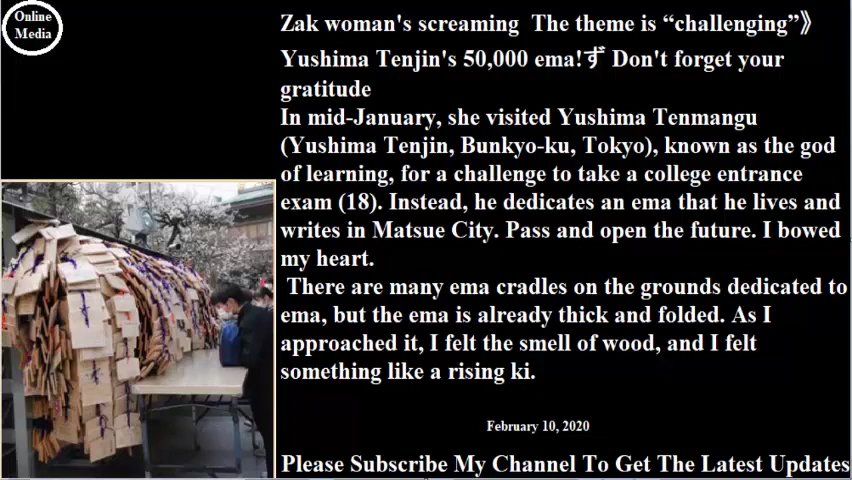 Online
Media
Zak woman's screaming The theme is “challenging”》
Yushima Tenjin's 50,000 ema!ず Don't forget your
gratitude
In mid-January, she visited Yushima Tenmangu
(Yushima Tenjin, Bunkyo-ku, Tokyo), known as the god
of learning, for a challenge to take a college entrance
exam (18). Instead, he dedicates an ema that he lives and
writes in Matsue City. Pass and open the future. I bowed
my heart.
There are many ema cradles on the grounds dedicated to
ema, but the ema is already thick and folded. As I
approached it, I felt the smell of wood, and I felt
something like a rising ki.
February 10, 2020
Please Subscribe My Channel To Get The Latest Updates